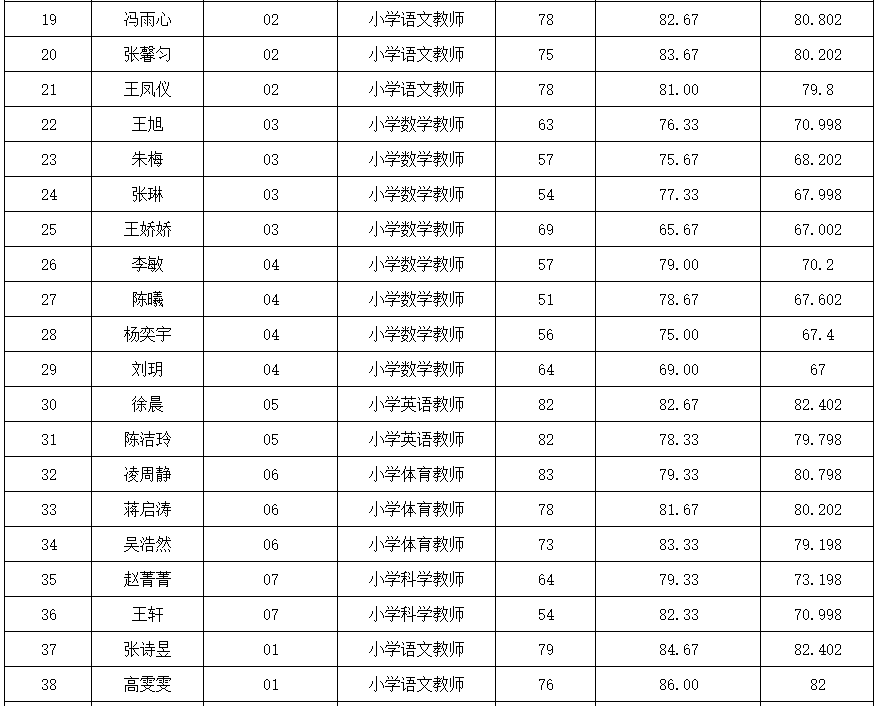 19 冯雨心 02 小学语文教师 78 82.67 80.802
20 张馨匀 02 小学语文教师 75 83.67 80.202
21 王凤仪 02 小学语文教师 78 81.00 79.8
22 王旭 03 小学数学教师 63 76.33 70.998
23 朱梅 03 小学数学教师 57 75.67 68.202
24 张琳 03 小学数学教师 54 77.33 67.998
25 王娇娇 03 小学数学教师 69 65.67 67.002
26 李敏 04 小学数学教师 57 79.00 70.2
27 陈曦 04 小学数学教师 51 78.67 67.602
28 杨奕宇 04 小学数学教师 56 75.00 67.4
29 刘玥 04 小学数学教师 64 69.00 67
30 徐晨 05 小学英语教师 82 82.67 82.402
31 陈洁玲 05 小学英语教师 82 78.33 79.798
32 凌周静 06 小学体育教师 83 79.33 80.798
33 蒋启涛 06 小学体育教师 78 81.67 80.202
34 吴浩然 06 小学体育教师 73 83.33 79.198
35 赵菁菁 07 小学科学教师 64 79.33 73.198
36 王轩 07 小学科学教师 54 82.33 70.998
37 张诗昱 01 小学语文教师 79 84.67 82.402
38 高雯雯 01 小学语文教师 76 86.00 82